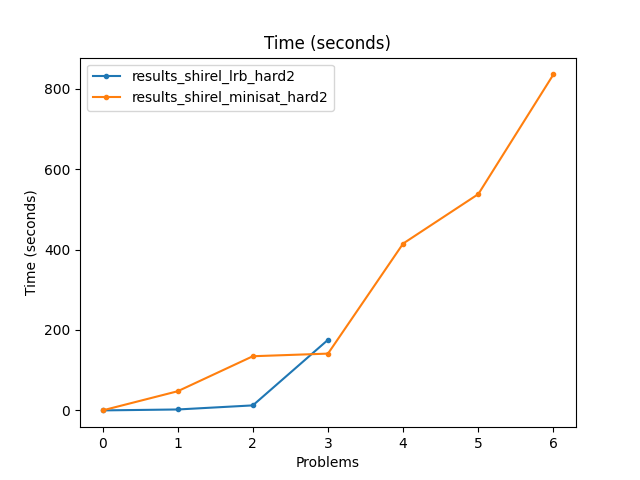 Time (seconds)
results_shirel_lrb_hard2
results_shirel_minisat_hard2
Time (seconds)
800
600
400
200
0
0 1 2 3 4 5 6
Problems